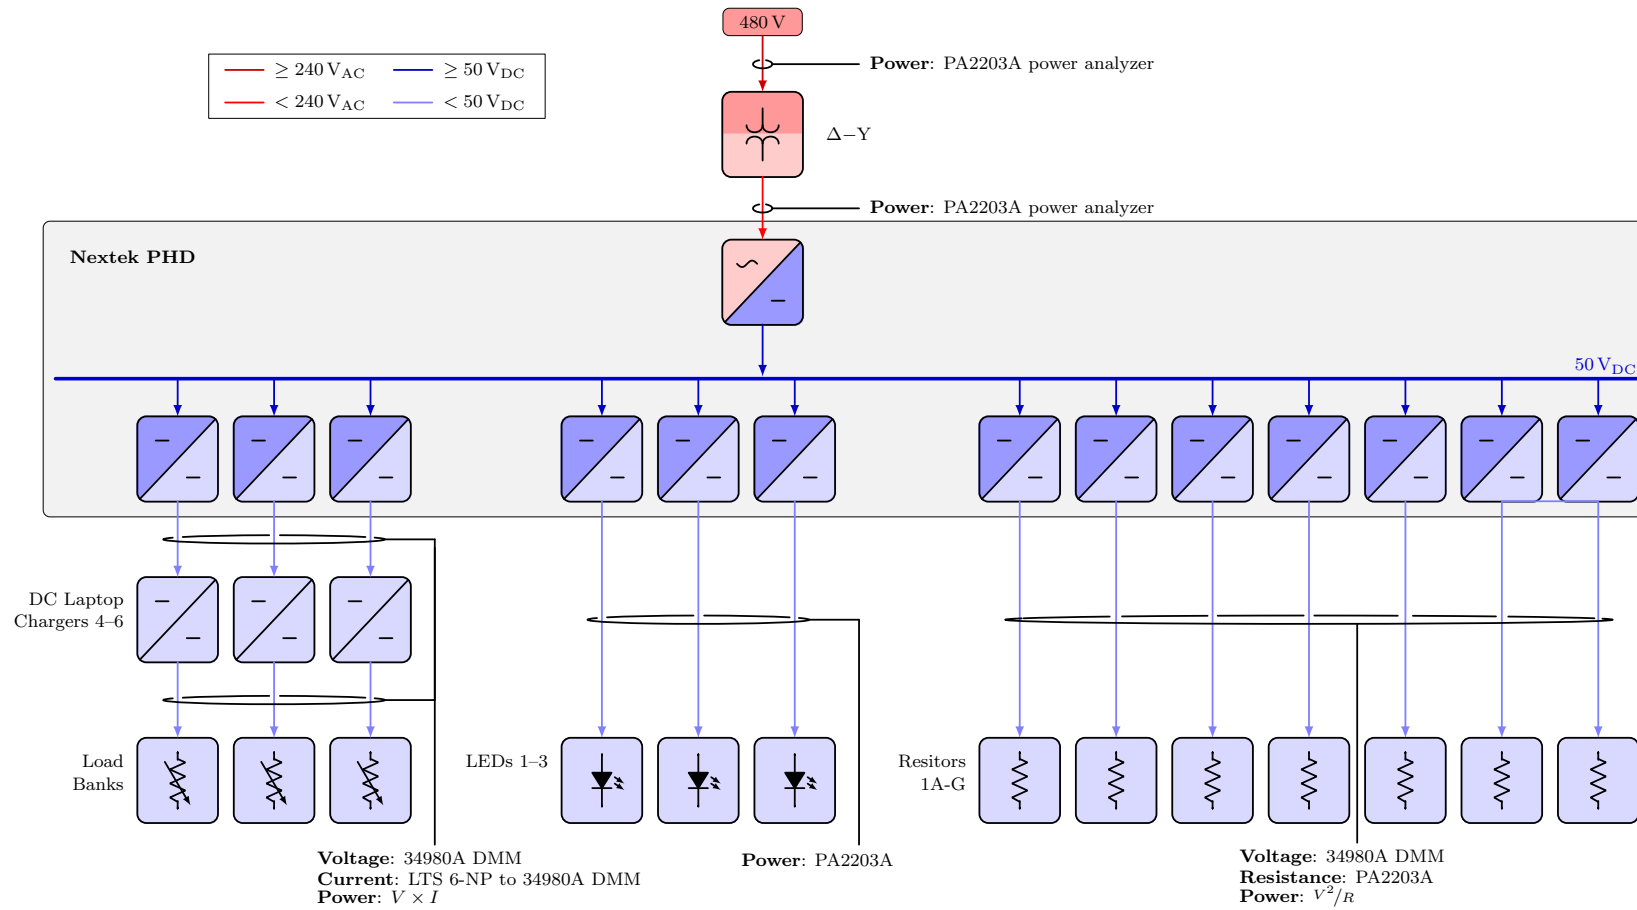 480 V
≥ 240 V_AC ≥ 50 V_DC
< 240 V_AC < 50 V_DC
Power: PA2203A power analyzer
Δ–Y
Power: PA2203A power analyzer
Nextek PHD
50 V_DC
DC Laptop
Chargers 4–6
Load
Banks
LEDs 1–3
Resitors
1A-G
Voltage: 34980A DMM
Current: LTS 6-NP to 34980A DMM
Power: V × I
Power: PA2203A
Voltage: 34980A DMM
Resistance: PA2203A
Power: V²/R